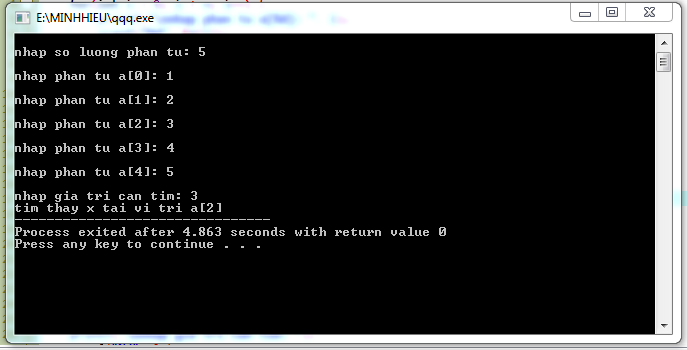 E:\MINHHIEU\qqq.exe
nhap so luong phan tu: 5
nhap phan tu a[0]: 1
nhap phan tu a[1]: 2
nhap phan tu a[2]: 3
nhap phan tu a[3]: 4
nhap phan tu a[4]: 5
nhap gia tri can tim: 3
tim thay x tai vi tri a[2]
--------------------------------
Process exited after 4.863 seconds with return value 0
Press any key to continue . . .